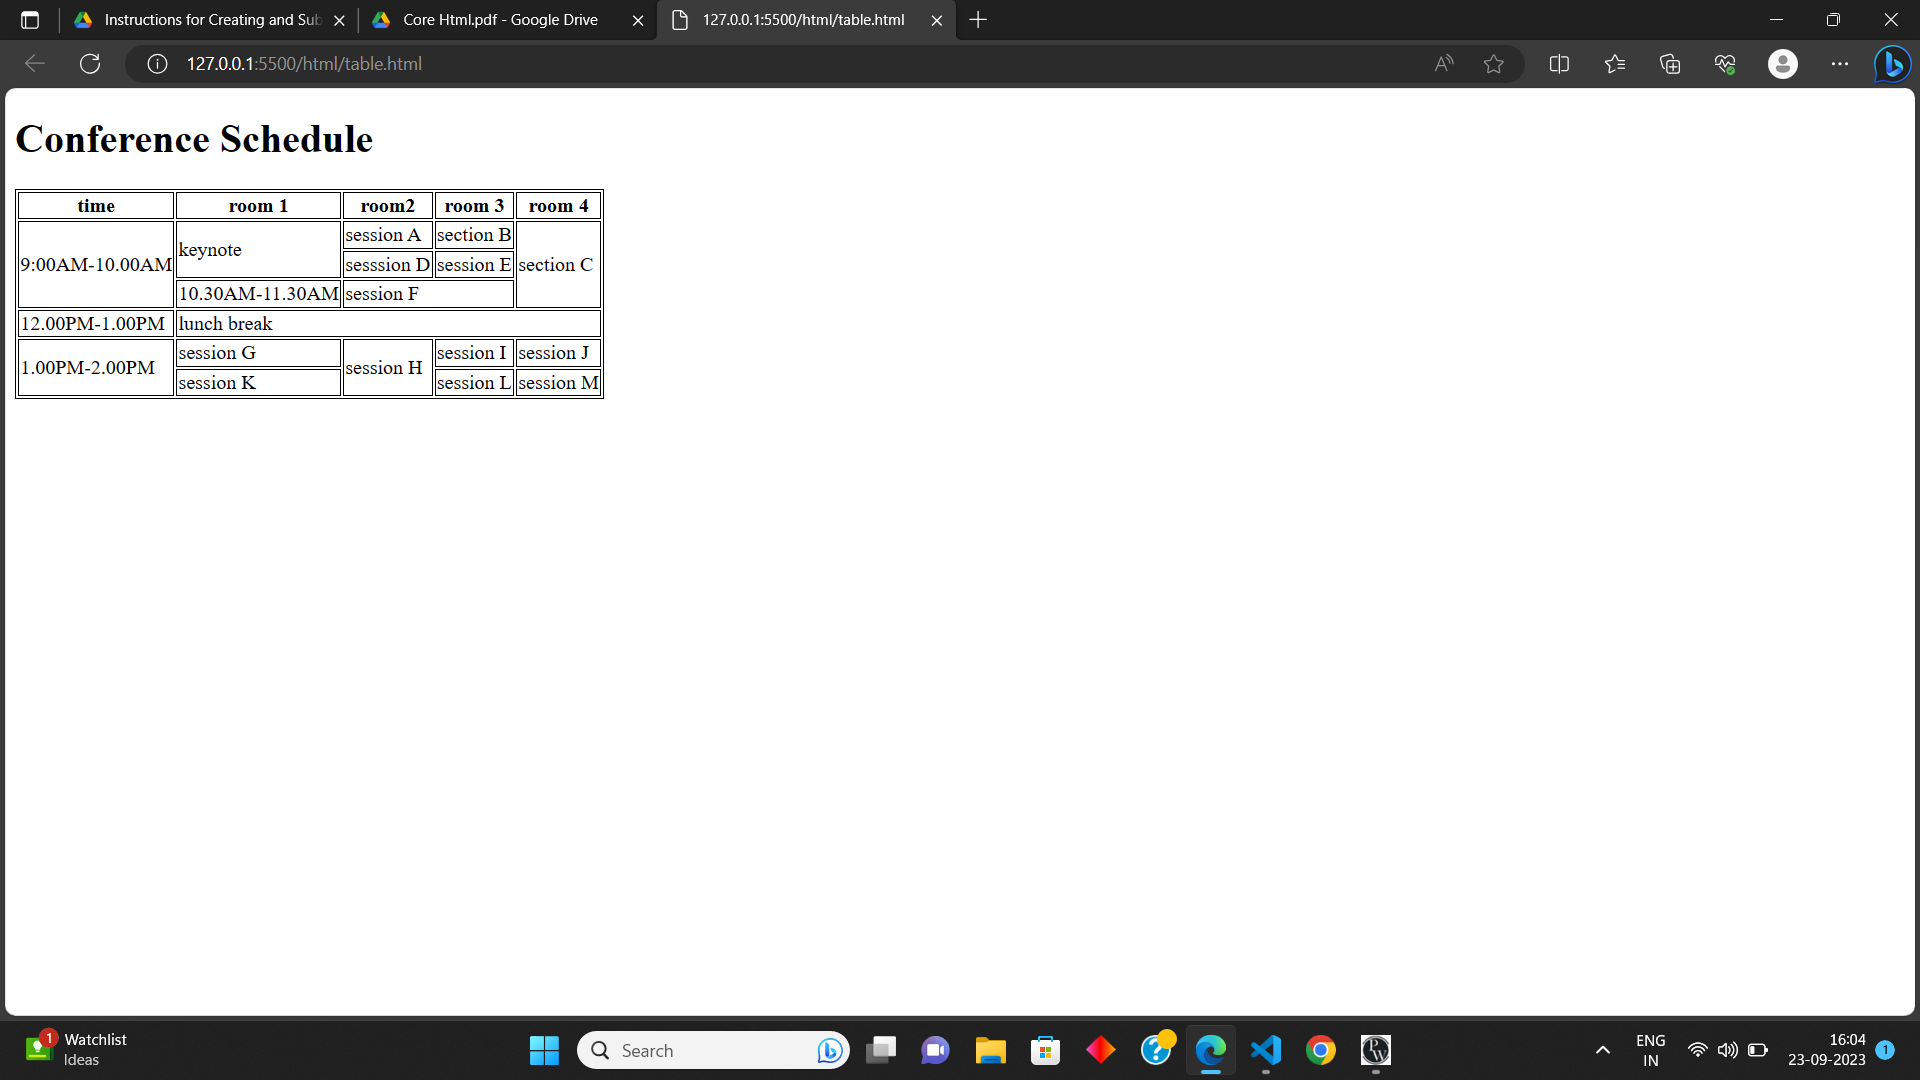 Instructions for Creating and Sub
Core Html.pdf - Google Drive
127.0.0.1:5500/html/table.html
127.0.0.1:5500/html/table.html
Conference Schedule
time room 1 room2 room 3 room 4
9:00AM-10.00AM keynote session A section B section C
sesssion D session E
10.30AM-11.30AM session F
12.00PM-1.00PM lunch break
1.00PM-2.00PM session G session H session I session J
session K session L session M
1
Watchlist
Ideas
Search
PW
ENG
IN
16:04
23-09-2023
1